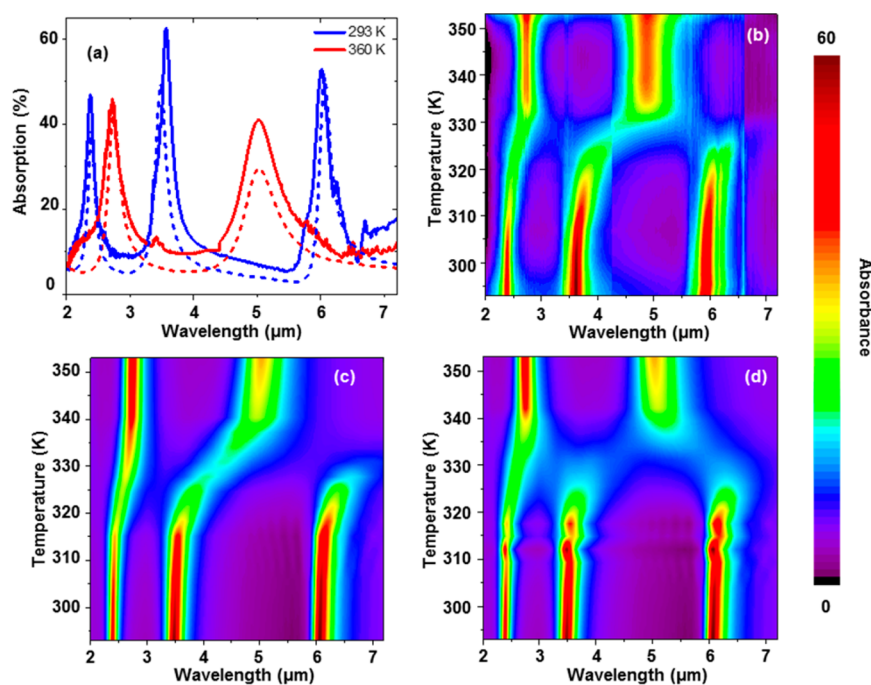 (a)
293 K
360 K
60
40
20
0
Absorption (%)
2 3 4 5 6 7
Wavelength (µm)
(b)
350
340
330
320
310
300
Temperature (K)
2 3 4 5 6 7
Wavelength (µm)
60
Absorbance
0
(c)
350
340
330
320
310
300
Temperature (K)
2 3 4 5 6 7
Wavelength (µm)
(d)
350
340
330
320
310
300
Temperature (K)
2 3 4 5 6 7
Wavelength (µm)